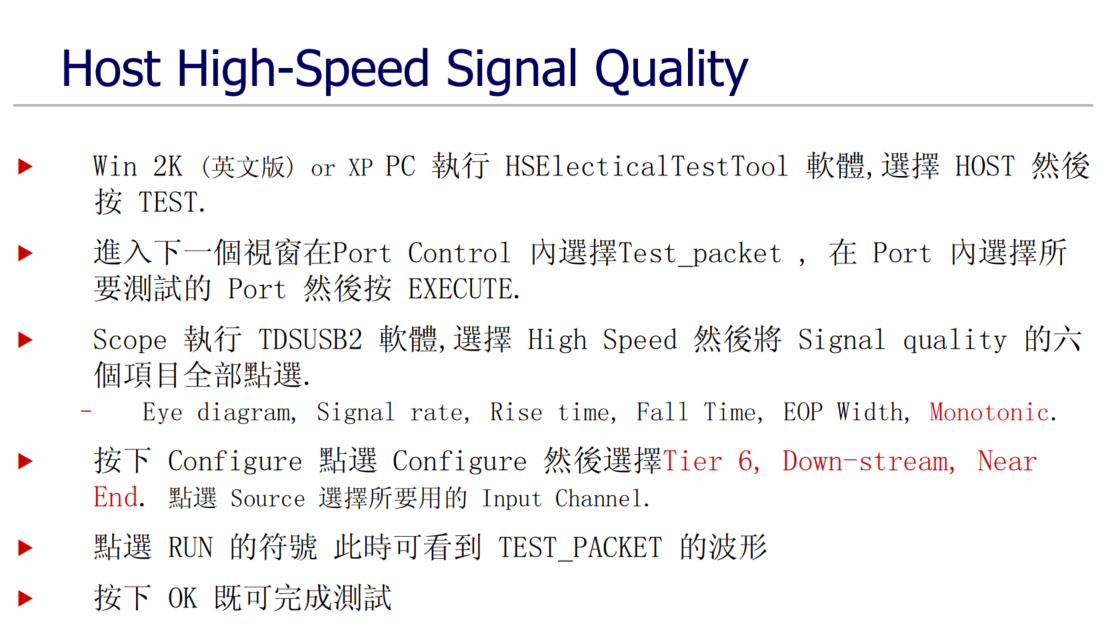 Host High-Speed Signal Quality
Win 2K (英文版) or XP PC 執行 HSElecticalTestTool 軟體,選擇 HOST 然後
按 TEST.
進入下一個視窗在Port Control 內選擇Test_packet , 在 Port 內選擇所
要測試的 Port 然後按 EXECUTE.
Scope 執行 TDSUSB2 軟體,選擇 High Speed 然後將 Signal quality 的六
個項目全部點選.
- Eye diagram, Signal rate, Rise time, Fall Time, EOP Width, Monotonic.
按下 Configure 點選 Configure 然後選擇Tier 6, Down-stream, Near
End. 點選 Source 選擇所要用的 Input Channel.
點選 RUN 的符號 此時可看到 TEST_PACKET 的波形
按下 OK 既可完成測試